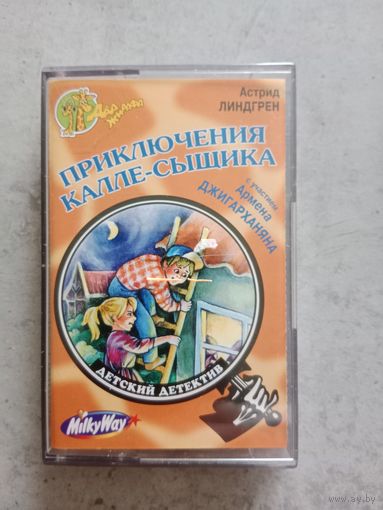 Астрид
ЛИНДГРЕН
ПРИКЛЮЧЕНИЯ
КАЛЛЕ-СЫЩИКА
с участием
Армена
ДЖИГАРХАНЯНА
ДЕТСКИЙ ДЕТЕКТИВ
MilkyWay
www.ay.by